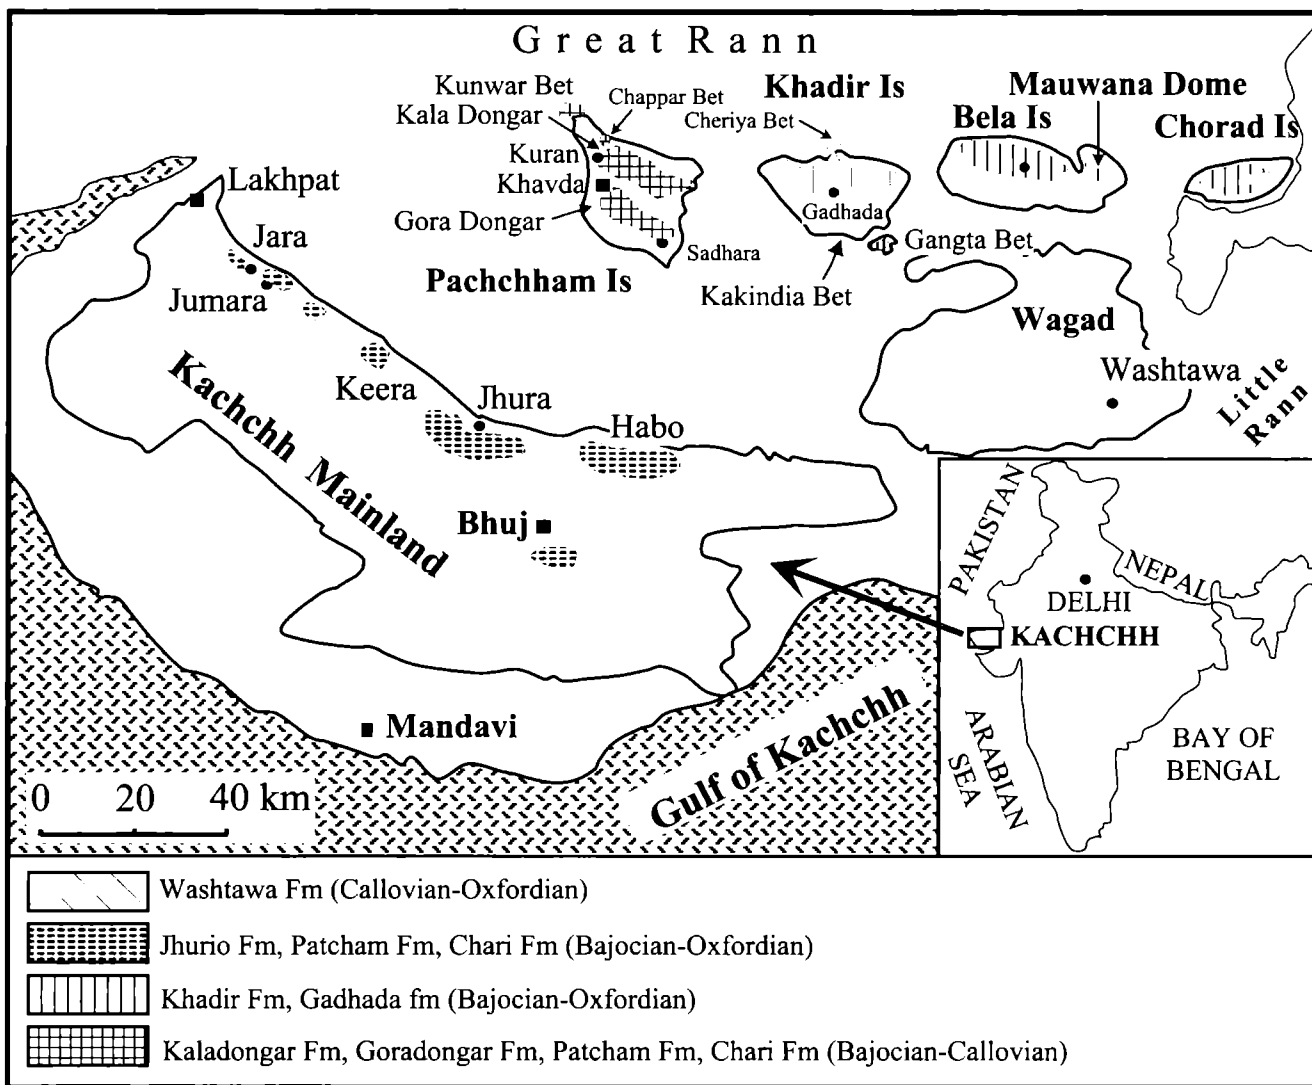 Great Rann
Kunwar Bet
Chappar Bet
Khadir Is
Mauwana Dome
Kala Dongar
Cheriya Bet
Bela Is
Chorad Is
Kuran
Lakhpat
Khavda
Gadhada
Gora Dongar
Jara
Sadhara
Gangta Bet
Pachchham Is
Kakindia Bet
Jumara
Wagad
Keera
Kachchh Mainland
Jhura
Washtawa
Little
Rann
Habo
Bhuj
PAKISTAN
NEPAL
DELHI
KACHCHH
Mandavi
Gulf of Kachchh
ARABIAN
SEA
BAY OF
BENGAL
0 20 40 km
Washtawa Fm (Callovian-Oxfordian)
Jhurio Fm, Patcham Fm, Chari Fm (Bajocian-Oxfordian)
Khadir Fm, Gadhada fm (Bajocian-Oxfordian)
Kaladongar Fm, Goradongar Fm, Patcham Fm, Chari Fm (Bajocian-Callovian)